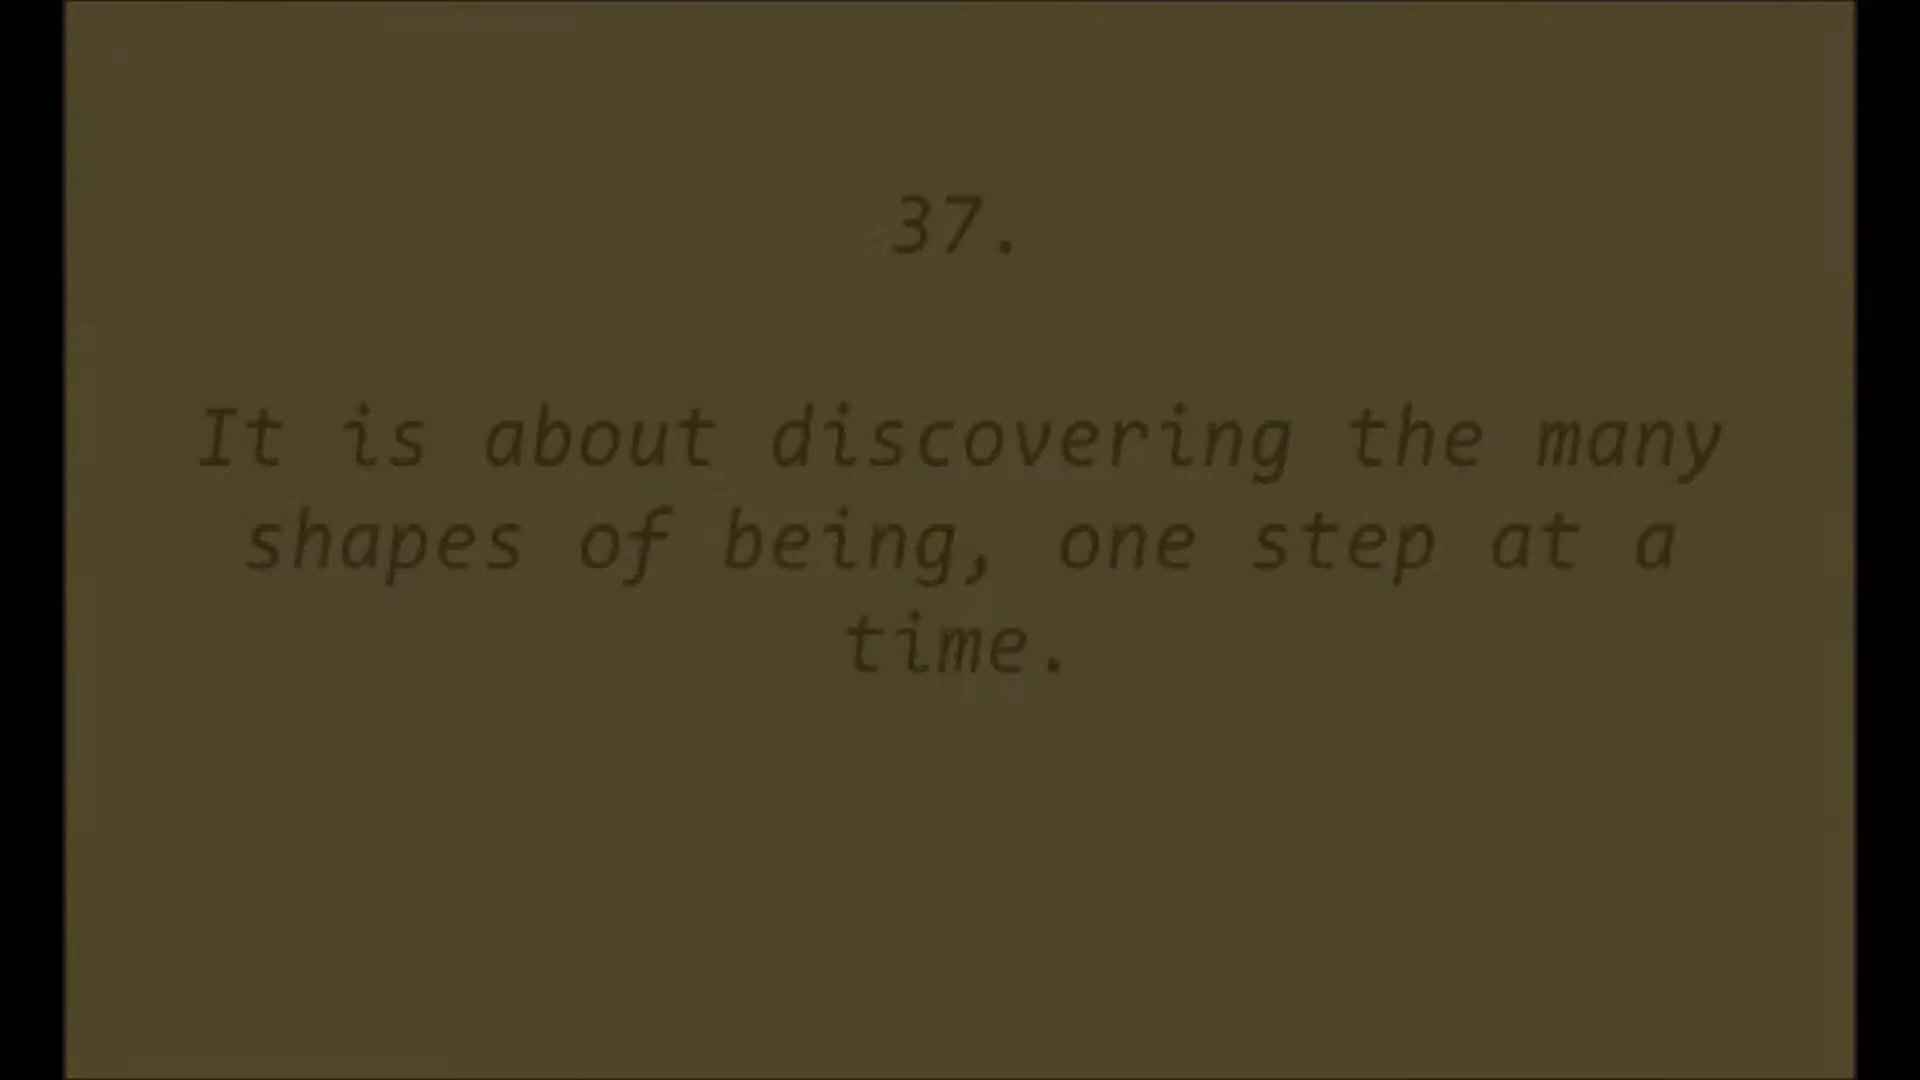 37.
It is about discovering the many
shapes of being, one step at a
time.